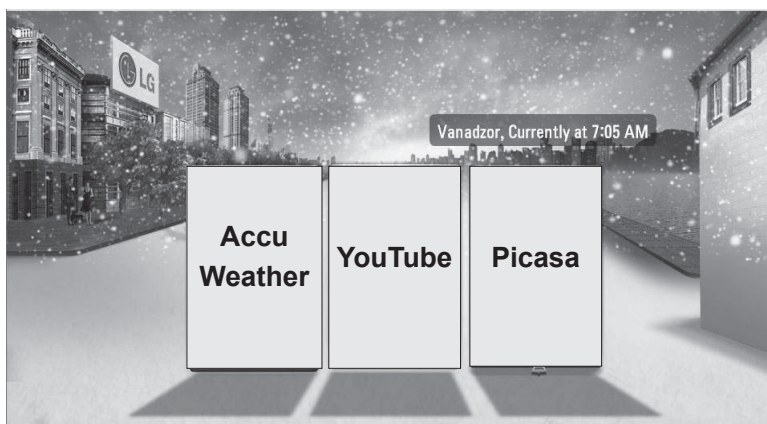 LG
Vanadzor, Currently at 7:05 AM
Accu
Weather
YouTube
Picasa